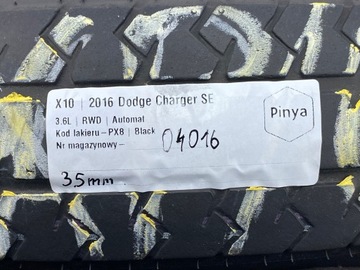 X10 | 2016 Dodge Charger SE
3.6L | RWD | Automat
Kod lakieru – PX8 | Black
Nr magazynowy – 04016
Pinya
3.5mm